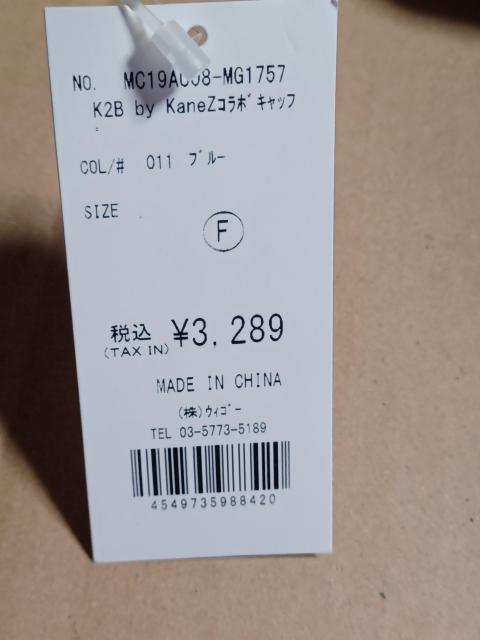 NO. MC19AC08-MG1757
K2B by KaneZｺﾗﾎﾞｷｬｯﾌ
COL/# 011 ﾌﾞﾙｰ
SIZE
F
税込 ¥3,289
(TAX IN)
MADE IN CHINA
(株)ｳｨｺﾞｰ
TEL 03-5773-5189
4549735988420